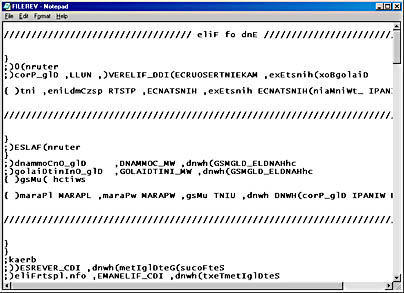 FILEREV - Notepad
File Edit Format Help
////////////////////////////////// eliF fo dnE ////////////////////////
}
;)0(nruter
;)corP_glD ,LLUN ,)VERELIF_DDI(ECRUOSERTNIEKAM ,exEtsnih(xoBgolaiD
{ )tni ,eniLdmCzsp RTSTP ,ECNATSNIH ,exEtsnih ECNATSNIH(niaMniWt_ IPANI
///////////////////////////////////////////////////////////////////////
}
;)ESLAF(nruter
;)dnammoCnO_glD ,DNAMMOC_MW ,dnwh(GSMGLD_ELDNAHhc
;)golaiDtinInO_glD ,GOLAIDTINI_MW ,dnwh(GSMGLD_ELDNAHhc
{ )gsMu( hctiws
{ )maraPl MARAPL ,maraPw MARAPW ,gsMu TNIU ,dnwh DNWH(corP_glD IPANIW L
///////////////////////////////////////////////////////////////////////
}
}
;kaerb
;))ESREVER_CDI ,dnwh(metIglDteG(sucoFteS
;)eliFrtspl.nfo ,EMANELIF_CDI ,dnwh(txeTmetIglDteS